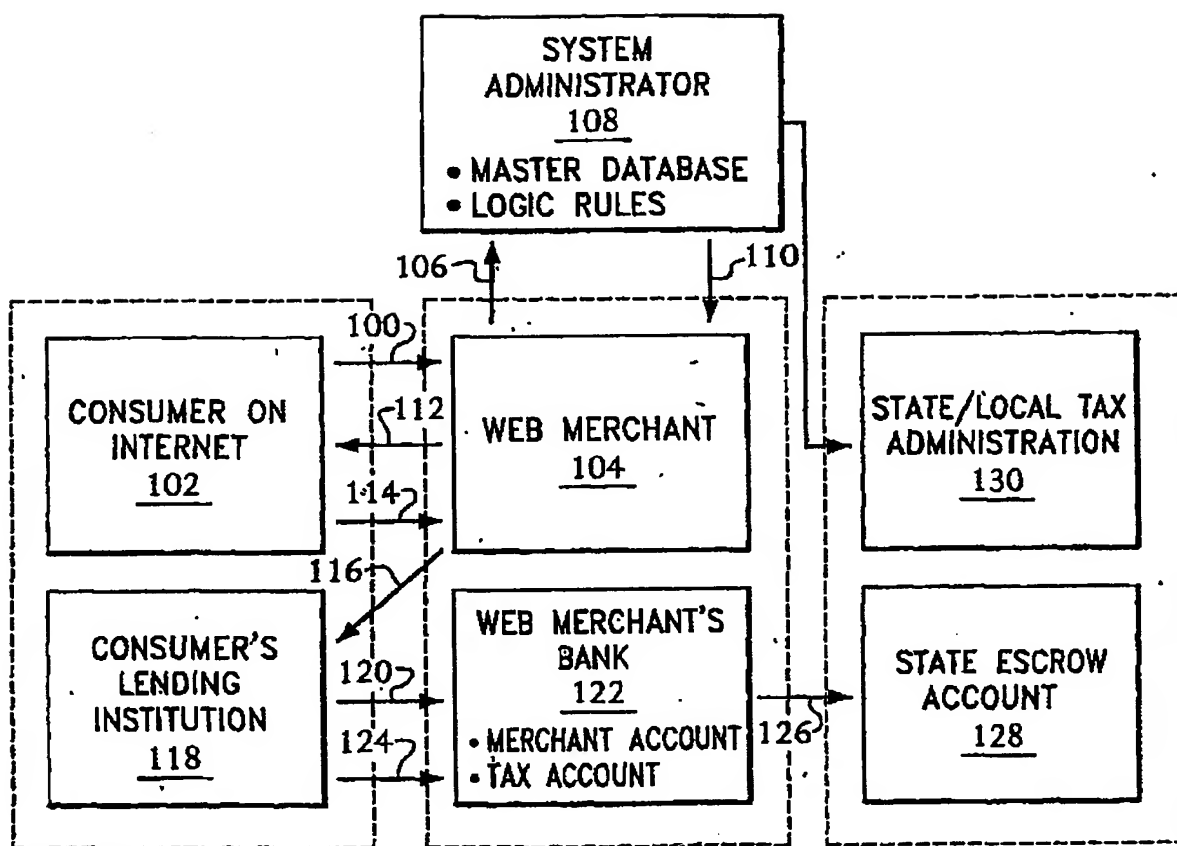 SYSTEM
ADMINISTRATOR
108
• MASTER DATABASE
• LOGIC RULES
106
110
100
CONSUMER ON
INTERNET
102
112
114
WEB MERCHANT
104
STATE/LOCAL TAX
ADMINISTRATION
130
116
CONSUMER'S
LENDING
INSTITUTION
118
120
124
WEB MERCHANT'S
BANK
122
• MERCHANT ACCOUNT
• TAX ACCOUNT
126
STATE ESCROW
ACCOUNT
128